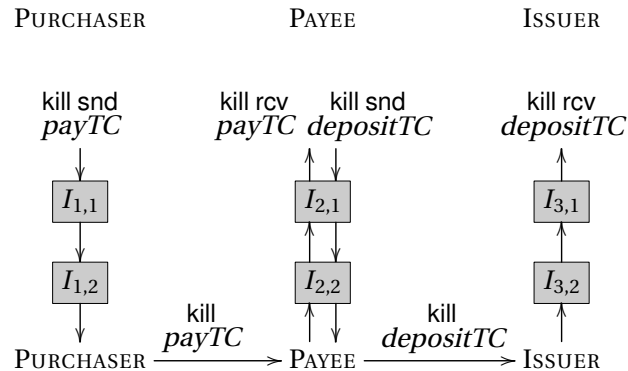 PURCHASER PAYEE ISSUER
kill snd kill rcv kill snd kill rcv
payTC payTC depositTC depositTC
I1,1 I2,1 I3,1
I1,2 I2,2 I3,2
kill kill
payTC depositTC
PURCHASER PAYEE ISSUER